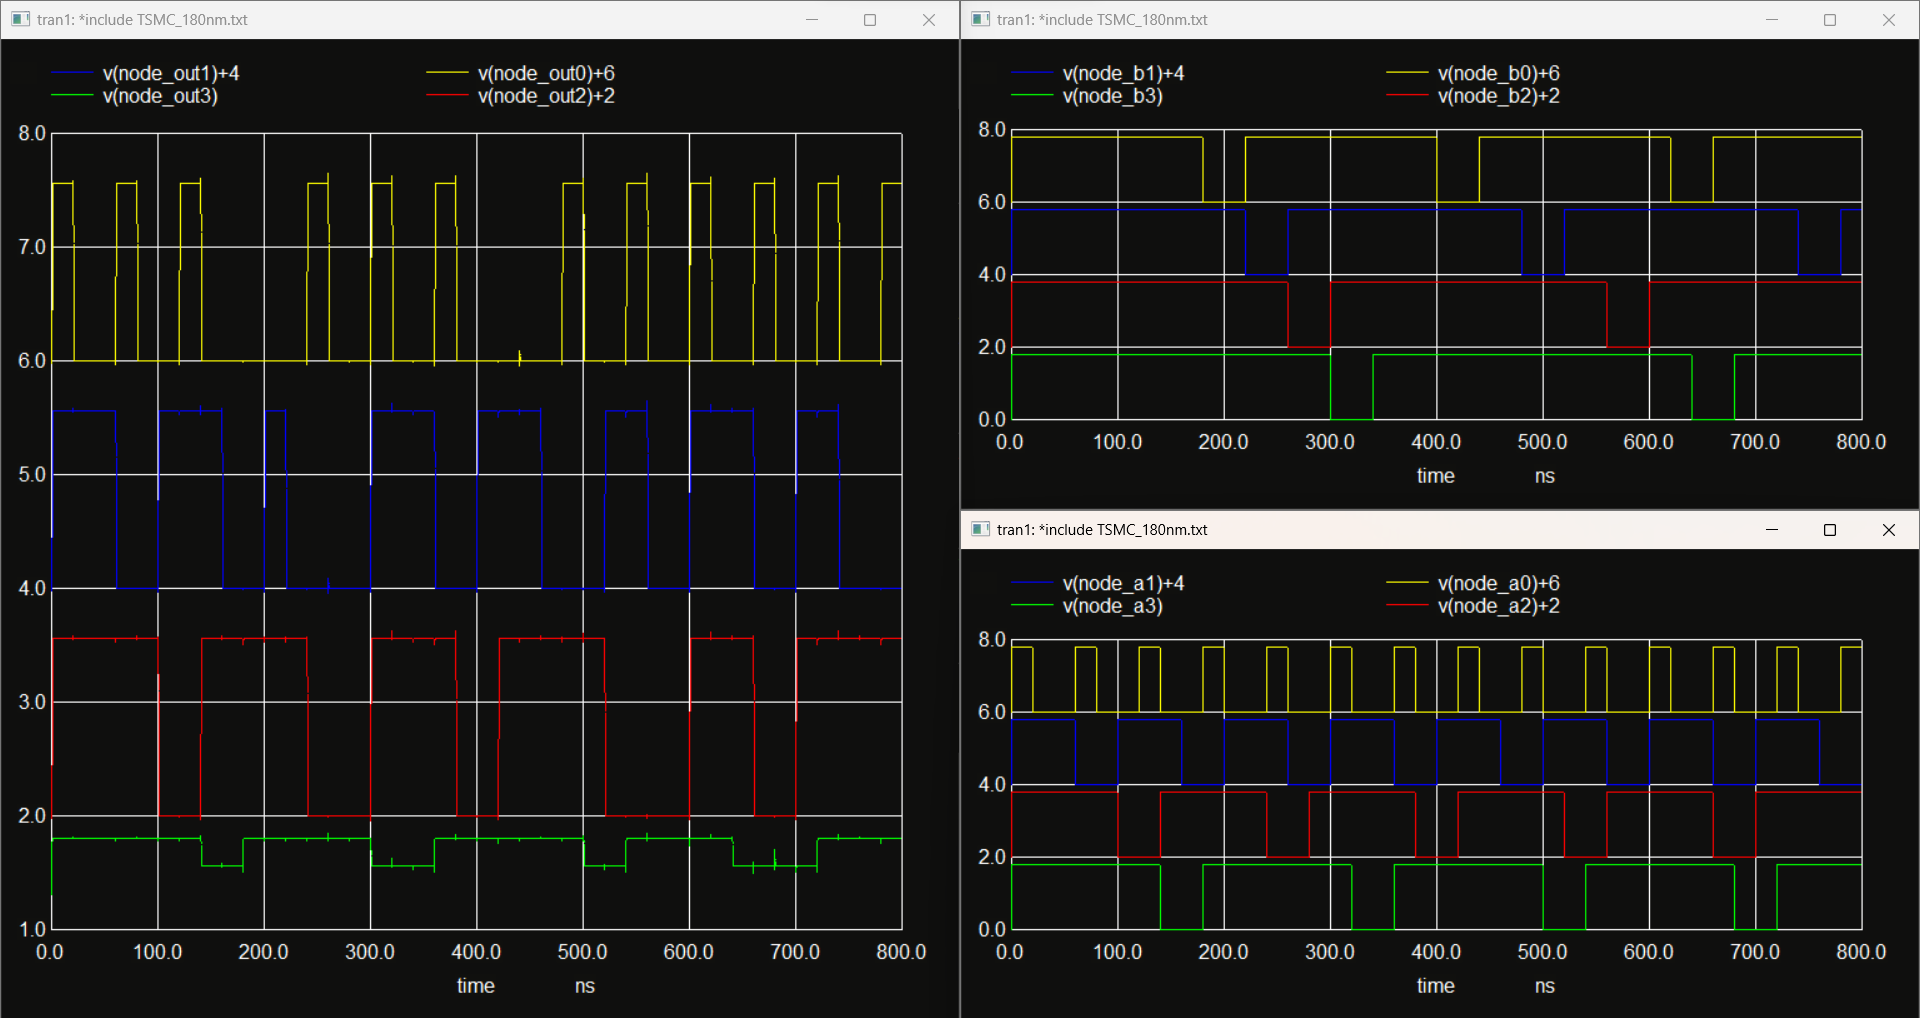 tran1: *include TSMC_180nm.txt
v(node_out1)+4 v(node_out0)+6
v(node_out3) v(node_out2)+2
8.0
7.0
6.0
5.0
4.0
3.0
2.0
1.0
0.0 100.0 200.0 300.0 400.0 500.0 600.0 700.0 800.0
time ns
tran1: *include TSMC_180nm.txt
v(node_b1)+4 v(node_b0)+6
v(node_b3) v(node_b2)+2
8.0
6.0
4.0
2.0
0.0
0.0 100.0 200.0 300.0 400.0 500.0 600.0 700.0 800.0
time ns
tran1: *include TSMC_180nm.txt
v(node_a1)+4 v(node_a0)+6
v(node_a3) v(node_a2)+2
8.0
6.0
4.0
2.0
0.0
0.0 100.0 200.0 300.0 400.0 500.0 600.0 700.0 800.0
time ns